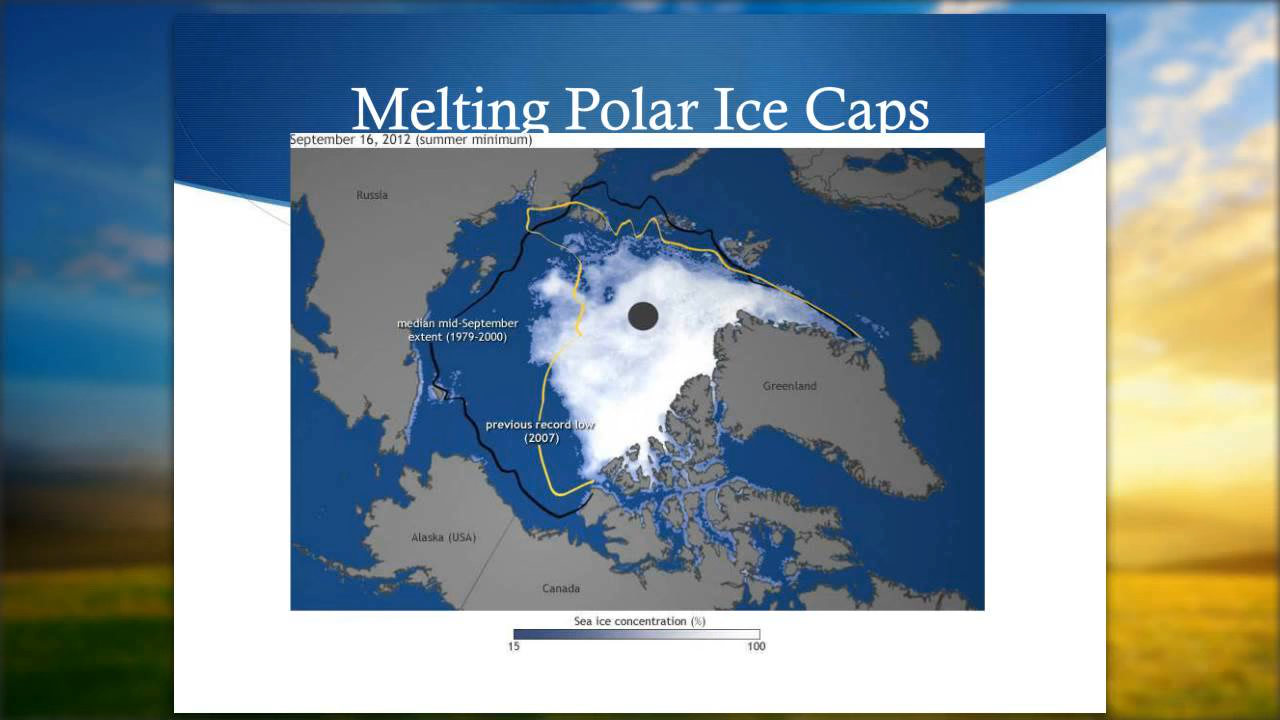 Melting Polar Ice Caps
September 16, 2012 (summer minimum)
Russia
median mid-September
extent (1979-2000)
Greenland
previous record low
(2007)
Alaska (USA)
Canada
Sea ice concentration (%)
15 100